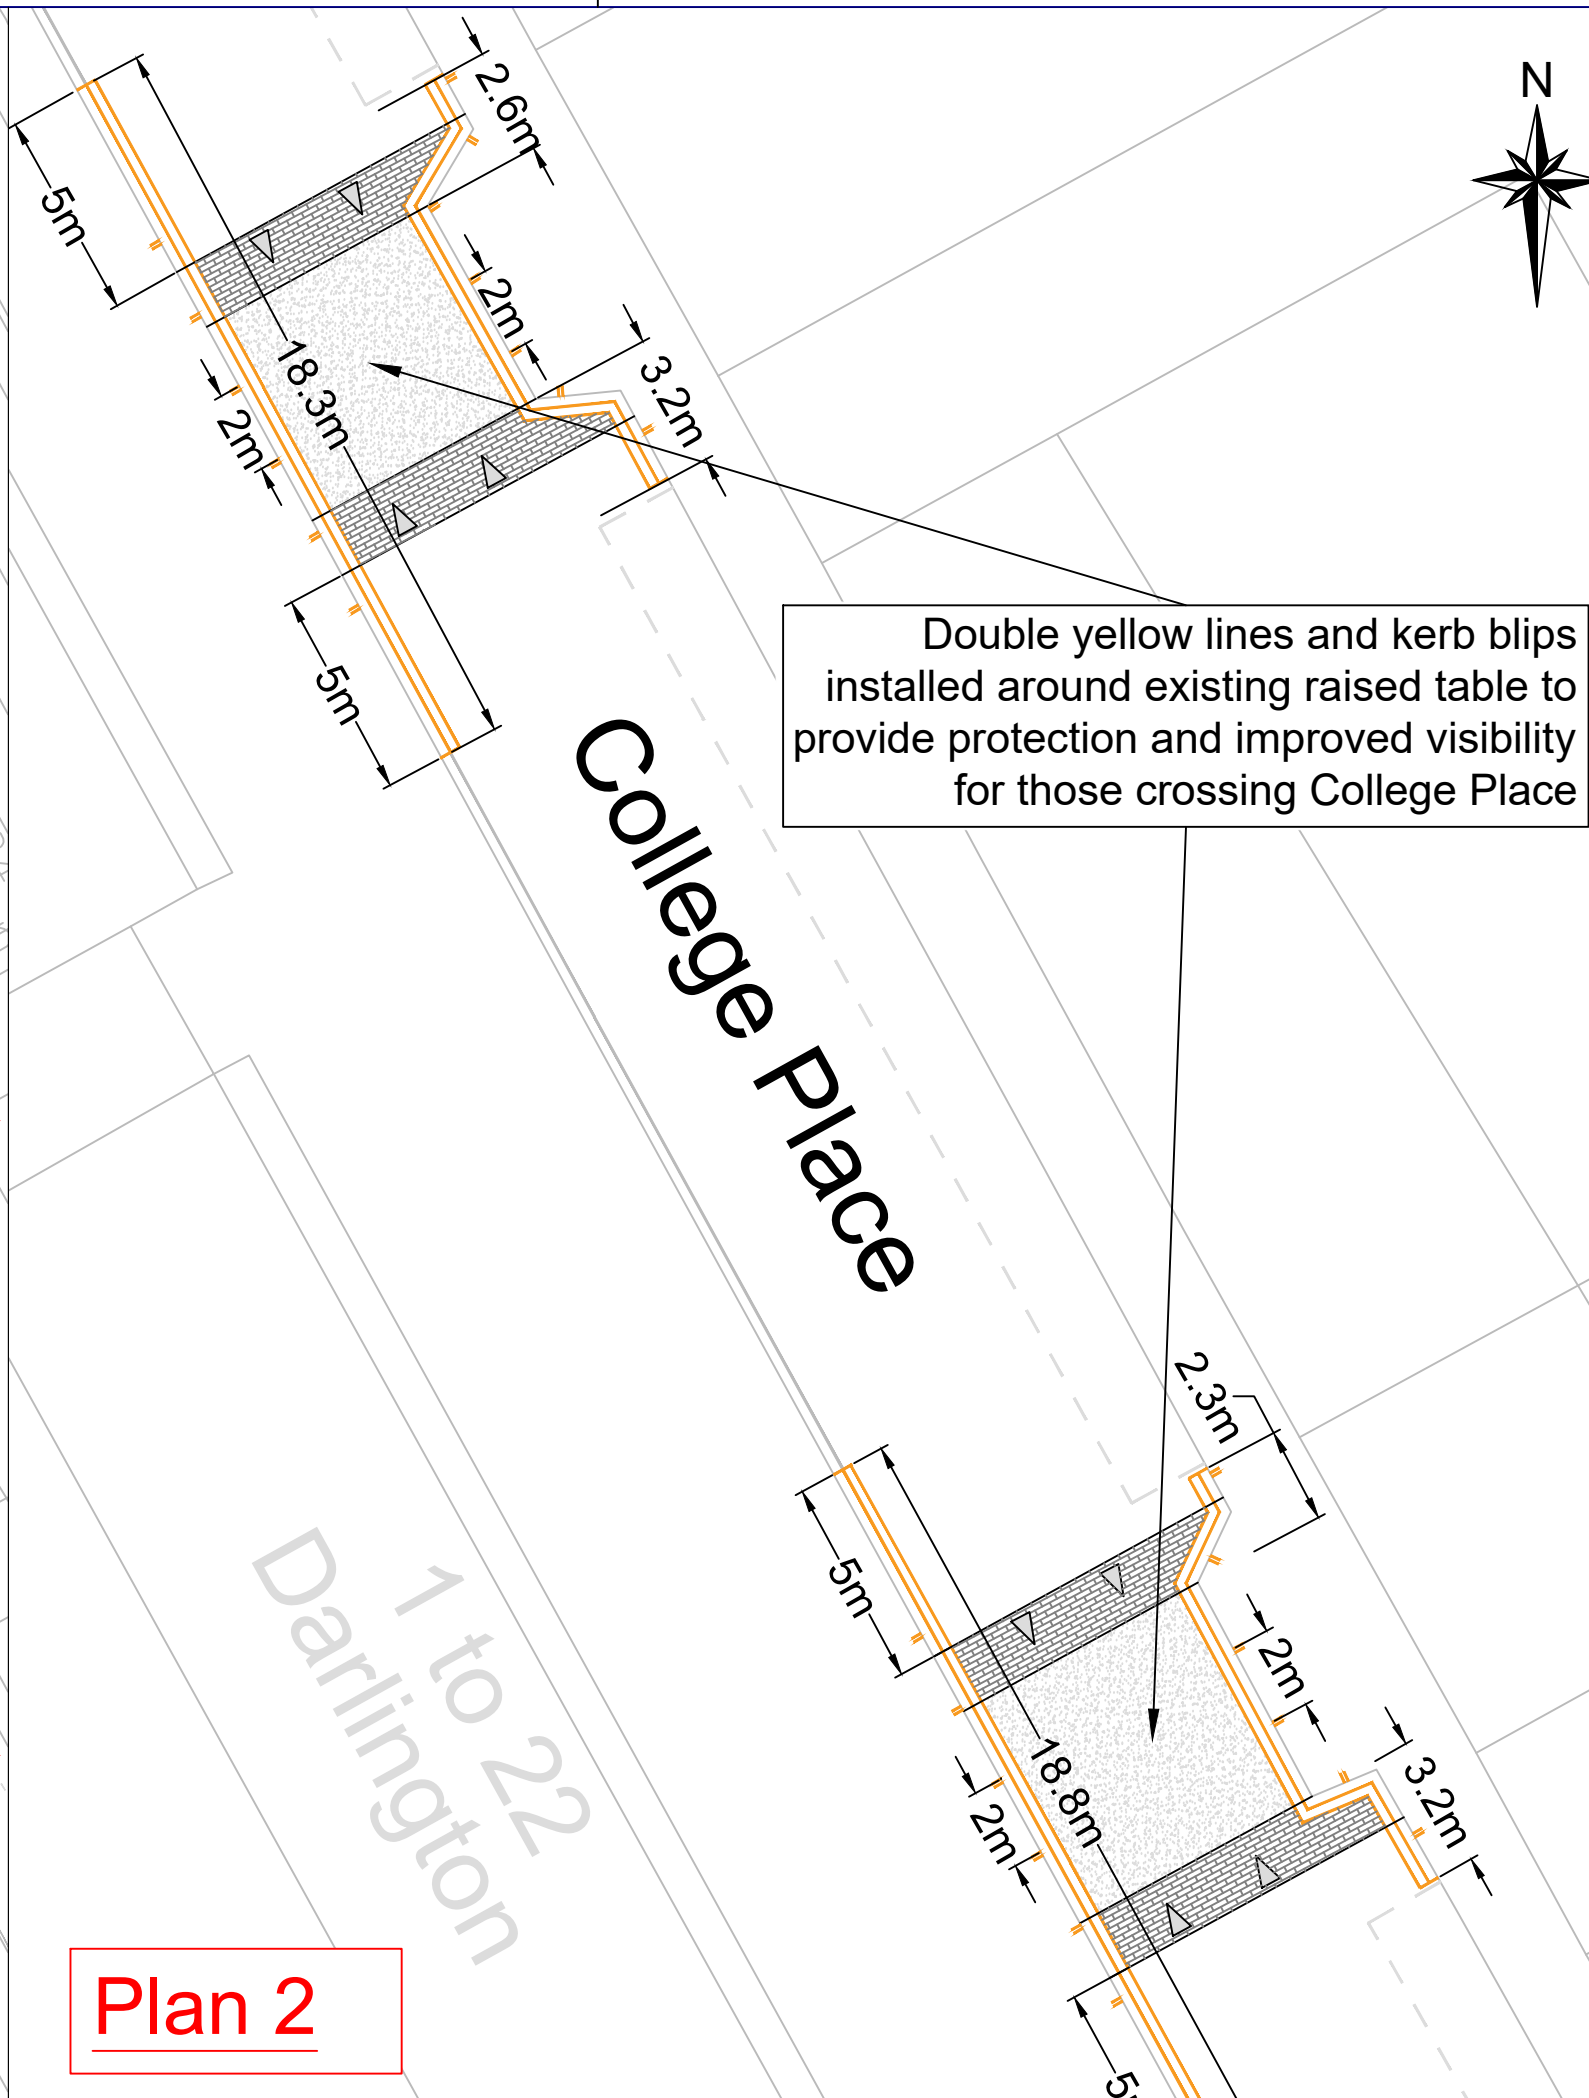 N
2.6m
5m
2m
18.3m
3.2m
2m
5m
Double yellow lines and kerb blips
installed around existing raised table to
provide protection and improved visibility
for those crossing College Place
College Place
2.3m
5m
1 to 22
Darlington
2m
18.8m
3.2m
2m
Plan 2